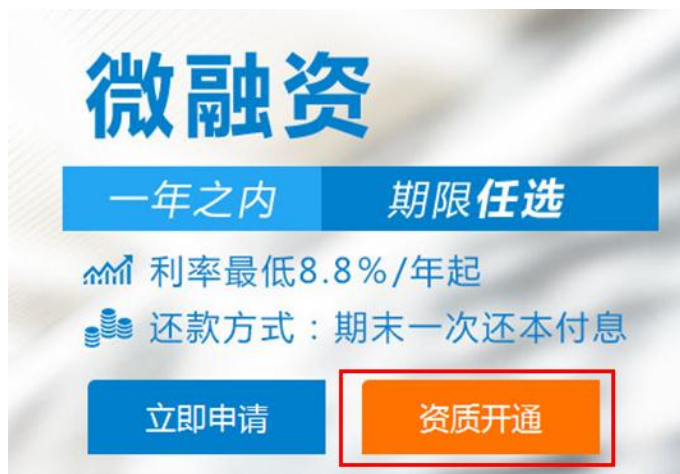 微融资
一年之内 期限任选
利率最低8.8%/年起
还款方式：期末一次还本付息
立即申请 资质开通